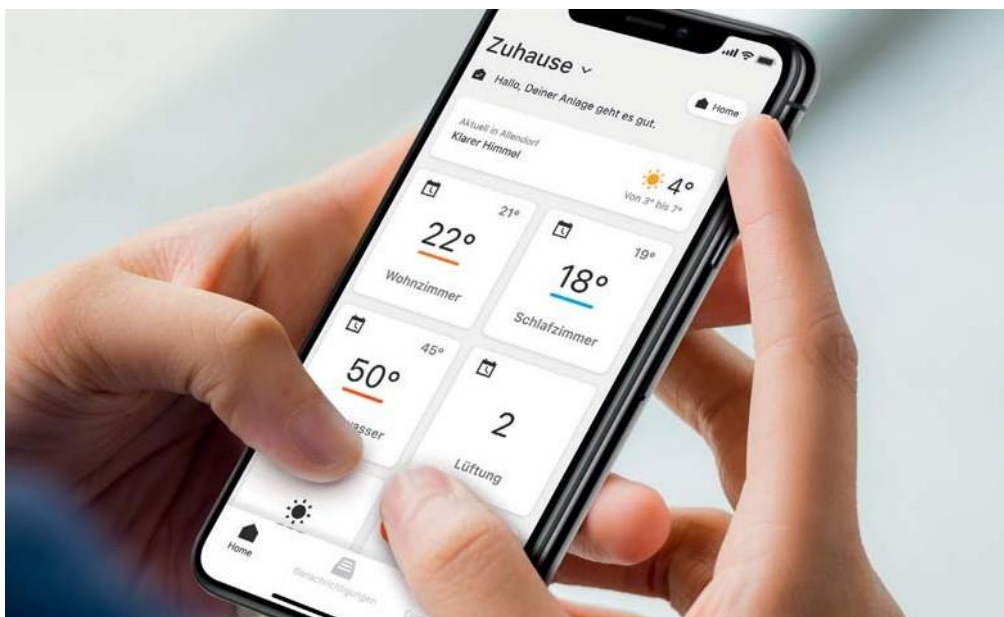 Zuhause
Hallo, Deiner Anlage geht es gut.
Home
Aktuell in Allendorf
Klarer Himmel
4°
Von 3° bis 7°
21°
22°
Wohnzimmer
19°
18°
Schlafzimmer
45°
50°
2
Lüftung
Home
Benachrichtigungen